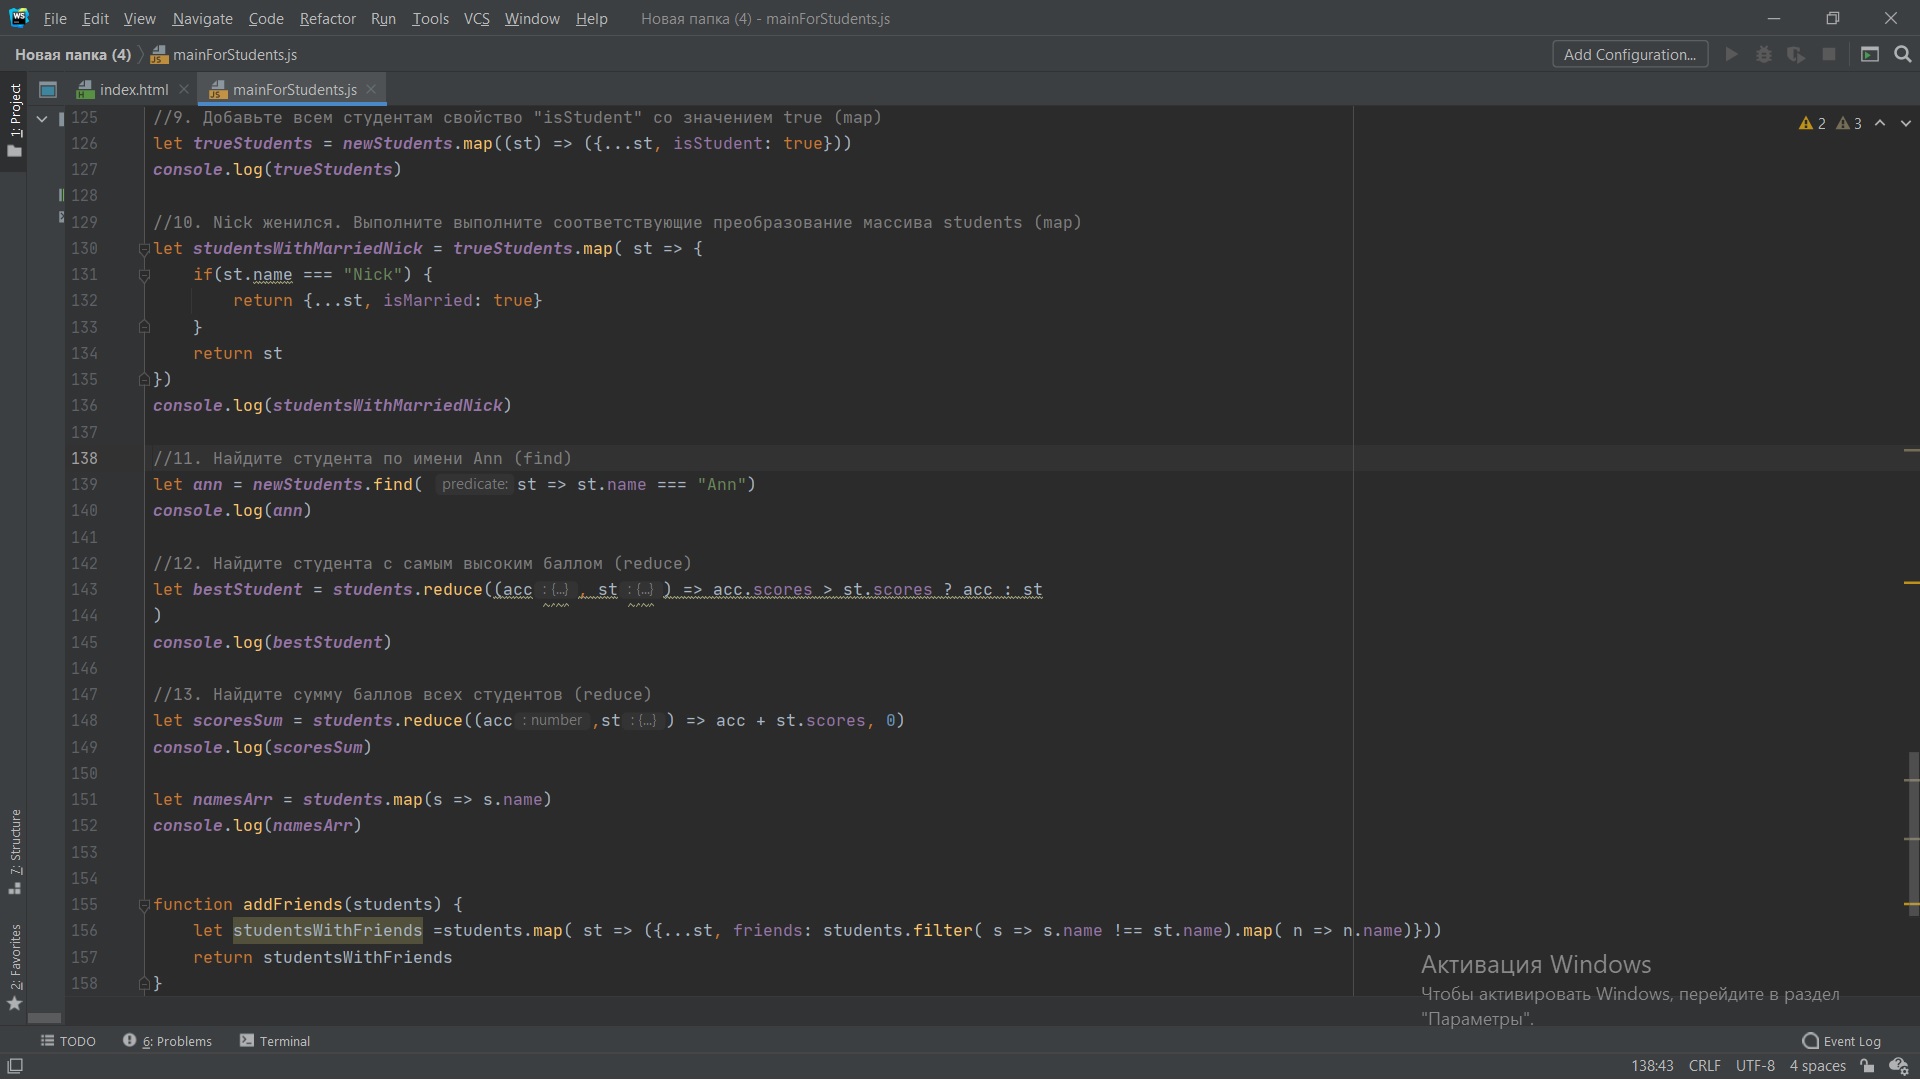 WS File Edit View Navigate Code Refactor Run Tools VCS Window Help Новая папка (4) - mainForStudents.js
Новая папка (4) mainForStudents.js Add Configuration...
1: Project
index.html mainForStudents.js
2 3
125 //9. Добавьте всем студентам свойство "isStudent" со значением true (map)
126 let trueStudents = newStudents.map((st) => ({...st, isStudent: true}))
127 console.log(trueStudents)
128
129 //10. Nick женился. Выполните выполните соответствующие преобразование массива students (map)
130 let studentsWithMarriedNick = trueStudents.map( st => {
131 if(st.name === "Nick") {
132 return {...st, isMarried: true}
133 }
134 return st
135 })
136 console.log(studentsWithMarriedNick)
137
138 //11. Найдите студента по имени Ann (find)
139 let ann = newStudents.find( predicate: st => st.name === "Ann")
140 console.log(ann)
141
142 //12. Найдите студента с самым высоким баллом (reduce)
143 let bestStudent = students.reduce((acc : {...} , st : {...} ) => acc.scores > st.scores ? acc : st
144 )
145 console.log(bestStudent)
146
147 //13. Найдите сумму баллов всех студентов (reduce)
148 let scoresSum = students.reduce((acc : number ,st : {...} ) => acc + st.scores, 0)
149 console.log(scoresSum)
150
151 let namesArr = students.map(s => s.name)
152 console.log(namesArr)
153
154
155 function addFriends(students) {
156 let studentsWithFriends =students.map( st => ({...st, friends: students.filter( s => s.name !== st.name).map( n => n.name)}))
157 return studentsWithFriends
158 }
7: Structure
2: Favorites
Активация Windows
Чтобы активировать Windows, перейдите в раздел
"Параметры".
TODO 6: Problems Terminal Event Log
138:43 CRLF UTF-8 4 spaces